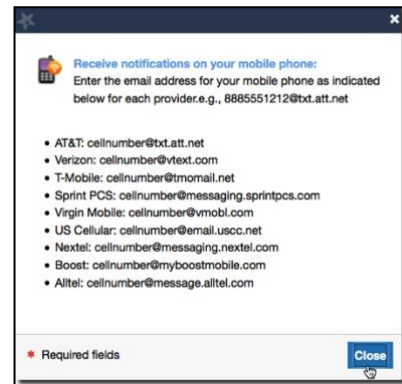 ×
Receive notifications on your mobile phone:
Enter the email address for your mobile phone as indicated
below for each provider.e.g., 8885551212@txt.att.net
• AT&T: cellnumber@txt.att.net
• Verizon: cellnumber@vtext.com
• T-Mobile: cellnumber@tmomail.net
• Sprint PCS: cellnumber@messaging.sprintpcs.com
• Virgin Mobile: cellnumber@vmobl.com
• US Cellular: cellnumber@email.uscc.net
• Nextel: cellnumber@messaging.nextel.com
• Boost: cellnumber@myboostmobile.com
• Alltel: cellnumber@message.alltel.com
* Required fields
Close